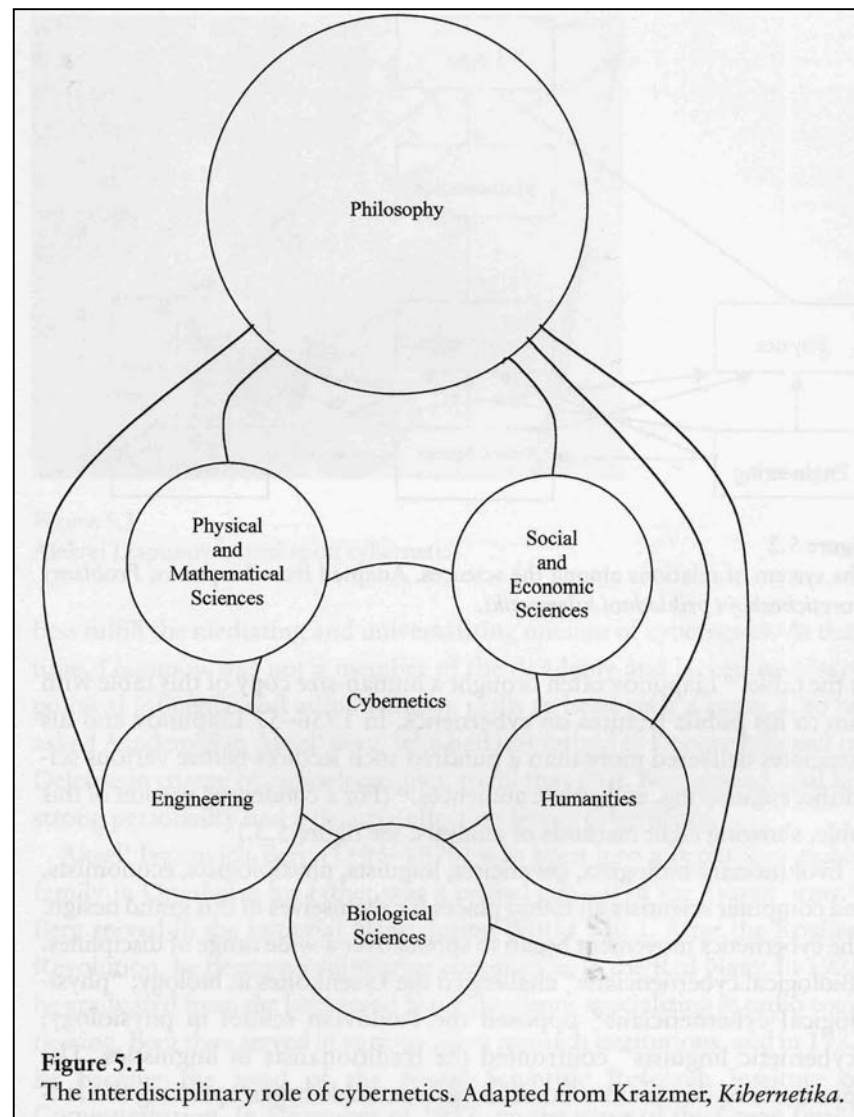 Philosophy
Physical
and
Mathematical
Sciences
Social
and
Economic
Sciences
Cybernetics
Engineering
Humanities
Biological
Sciences
Figure 5.1
The interdisciplinary role of cybernetics. Adapted from Kraizmer, Kibernetika.